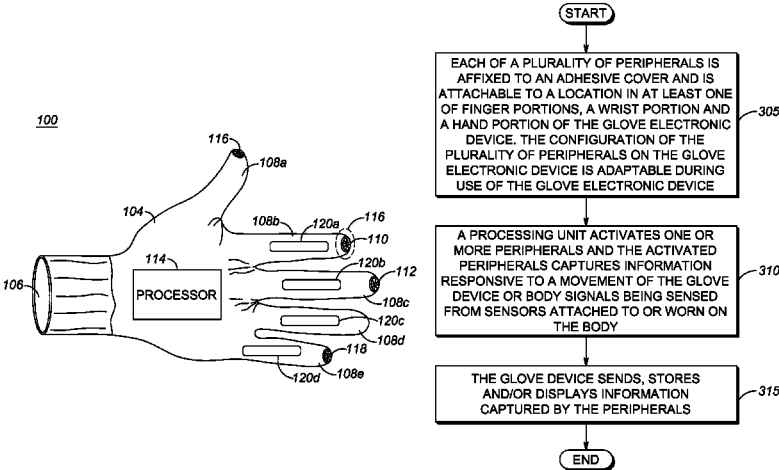 100
116
108a
104
108b
120a
116
110
114
120b
112
106
PROCESSOR
108c
120c
108d
118
120d
108e
START
EACH OF A PLURALITY OF PERIPHERALS IS
AFFIXED TO AN ADHESIVE COVER AND IS
ATTACHABLE TO A LOCATION IN AT LEAST ONE
OF FINGER PORTIONS, A WRIST PORTION AND
A HAND PORTION OF THE GLOVE ELECTRONIC
DEVICE. THE CONFIGURATION OF THE
PLURALITY OF PERIPHERALS ON THE GLOVE
ELECTRONIC DEVICE IS ADAPTABLE DURING
USE OF THE GLOVE ELECTRONIC DEVICE
305
A PROCESSING UNIT ACTIVATES ONE OR
MORE PERIPHERALS AND THE ACTIVATED
PERIPHERALS CAPTURES INFORMATION
RESPONSIVE TO A MOVEMENT OF THE GLOVE
DEVICE OR BODY SIGNALS BEING SENSED
FROM SENSORS ATTACHED TO OR WORN ON
THE BODY
310
THE GLOVE DEVICE SENDS, STORES
AND/OR DISPLAYS INFORMATION
CAPTURED BY THE PERIPHERALS
315
END